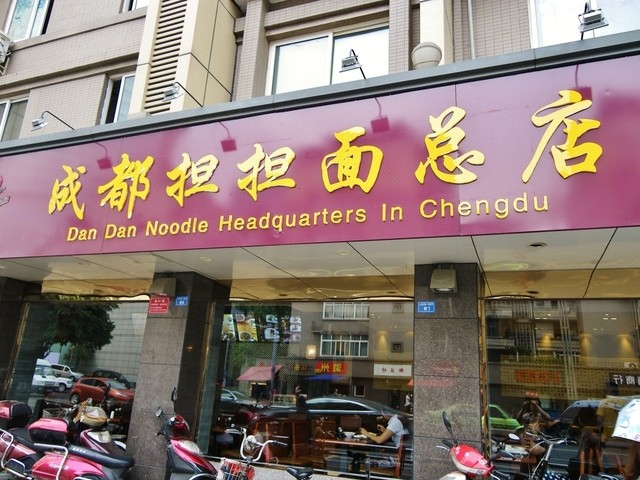 成都担担面总店
Dan Dan Noodle Headquarters In Chengdu